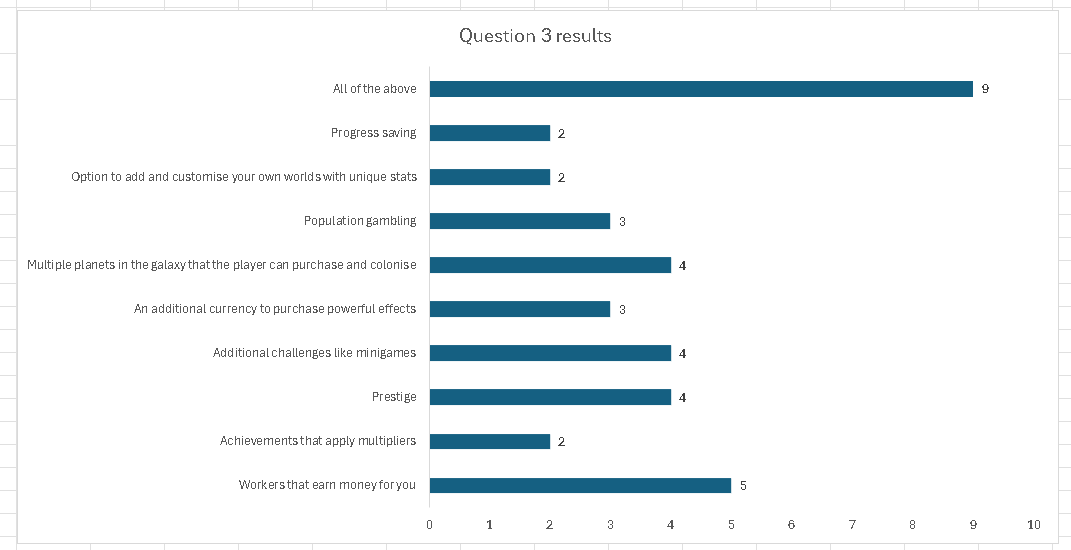 Question 3 results
All of the above 9
Progress saving 2
Option to add and customise your own worlds with unique stats 2
Population gambling 3
Multiple planets in the galaxy that the player can purchase and colonise 4
An additional currency to purchase powerful effects 3
Additional challenges like minigames 4
Prestige 4
Achievements that apply multipliers 2
Workers that earn money for you 5
0 1 2 3 4 5 6 7 8 9 10